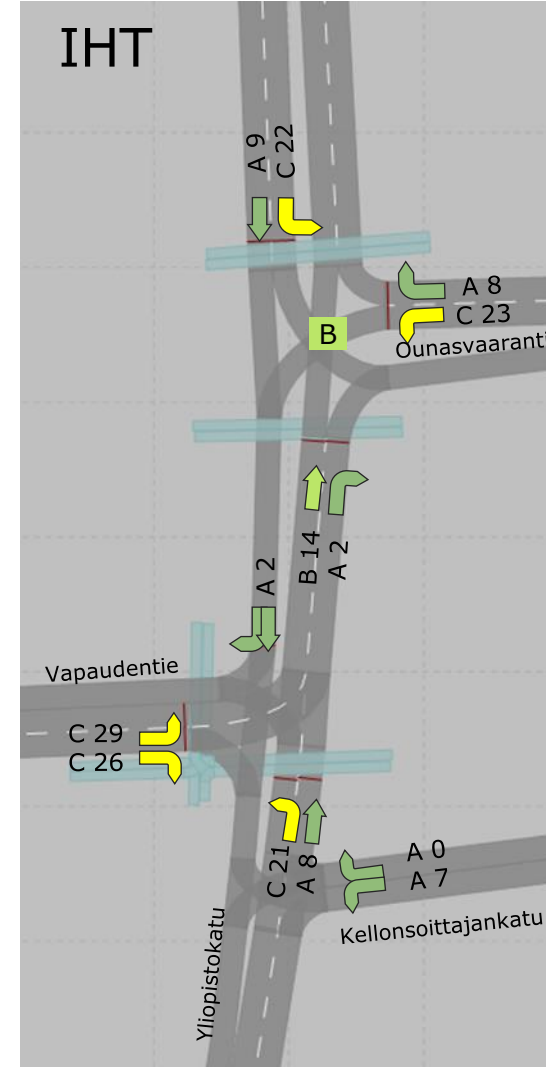 IHT
A 9
C 22
A 8
C 23
Ounasvaaranti
B
B 14
A 2
A 2
Vapaudentie
C 29
C 26
C 21
A 8
A 0
A 7
Kellonsoittajankatu
Yliopistokatu